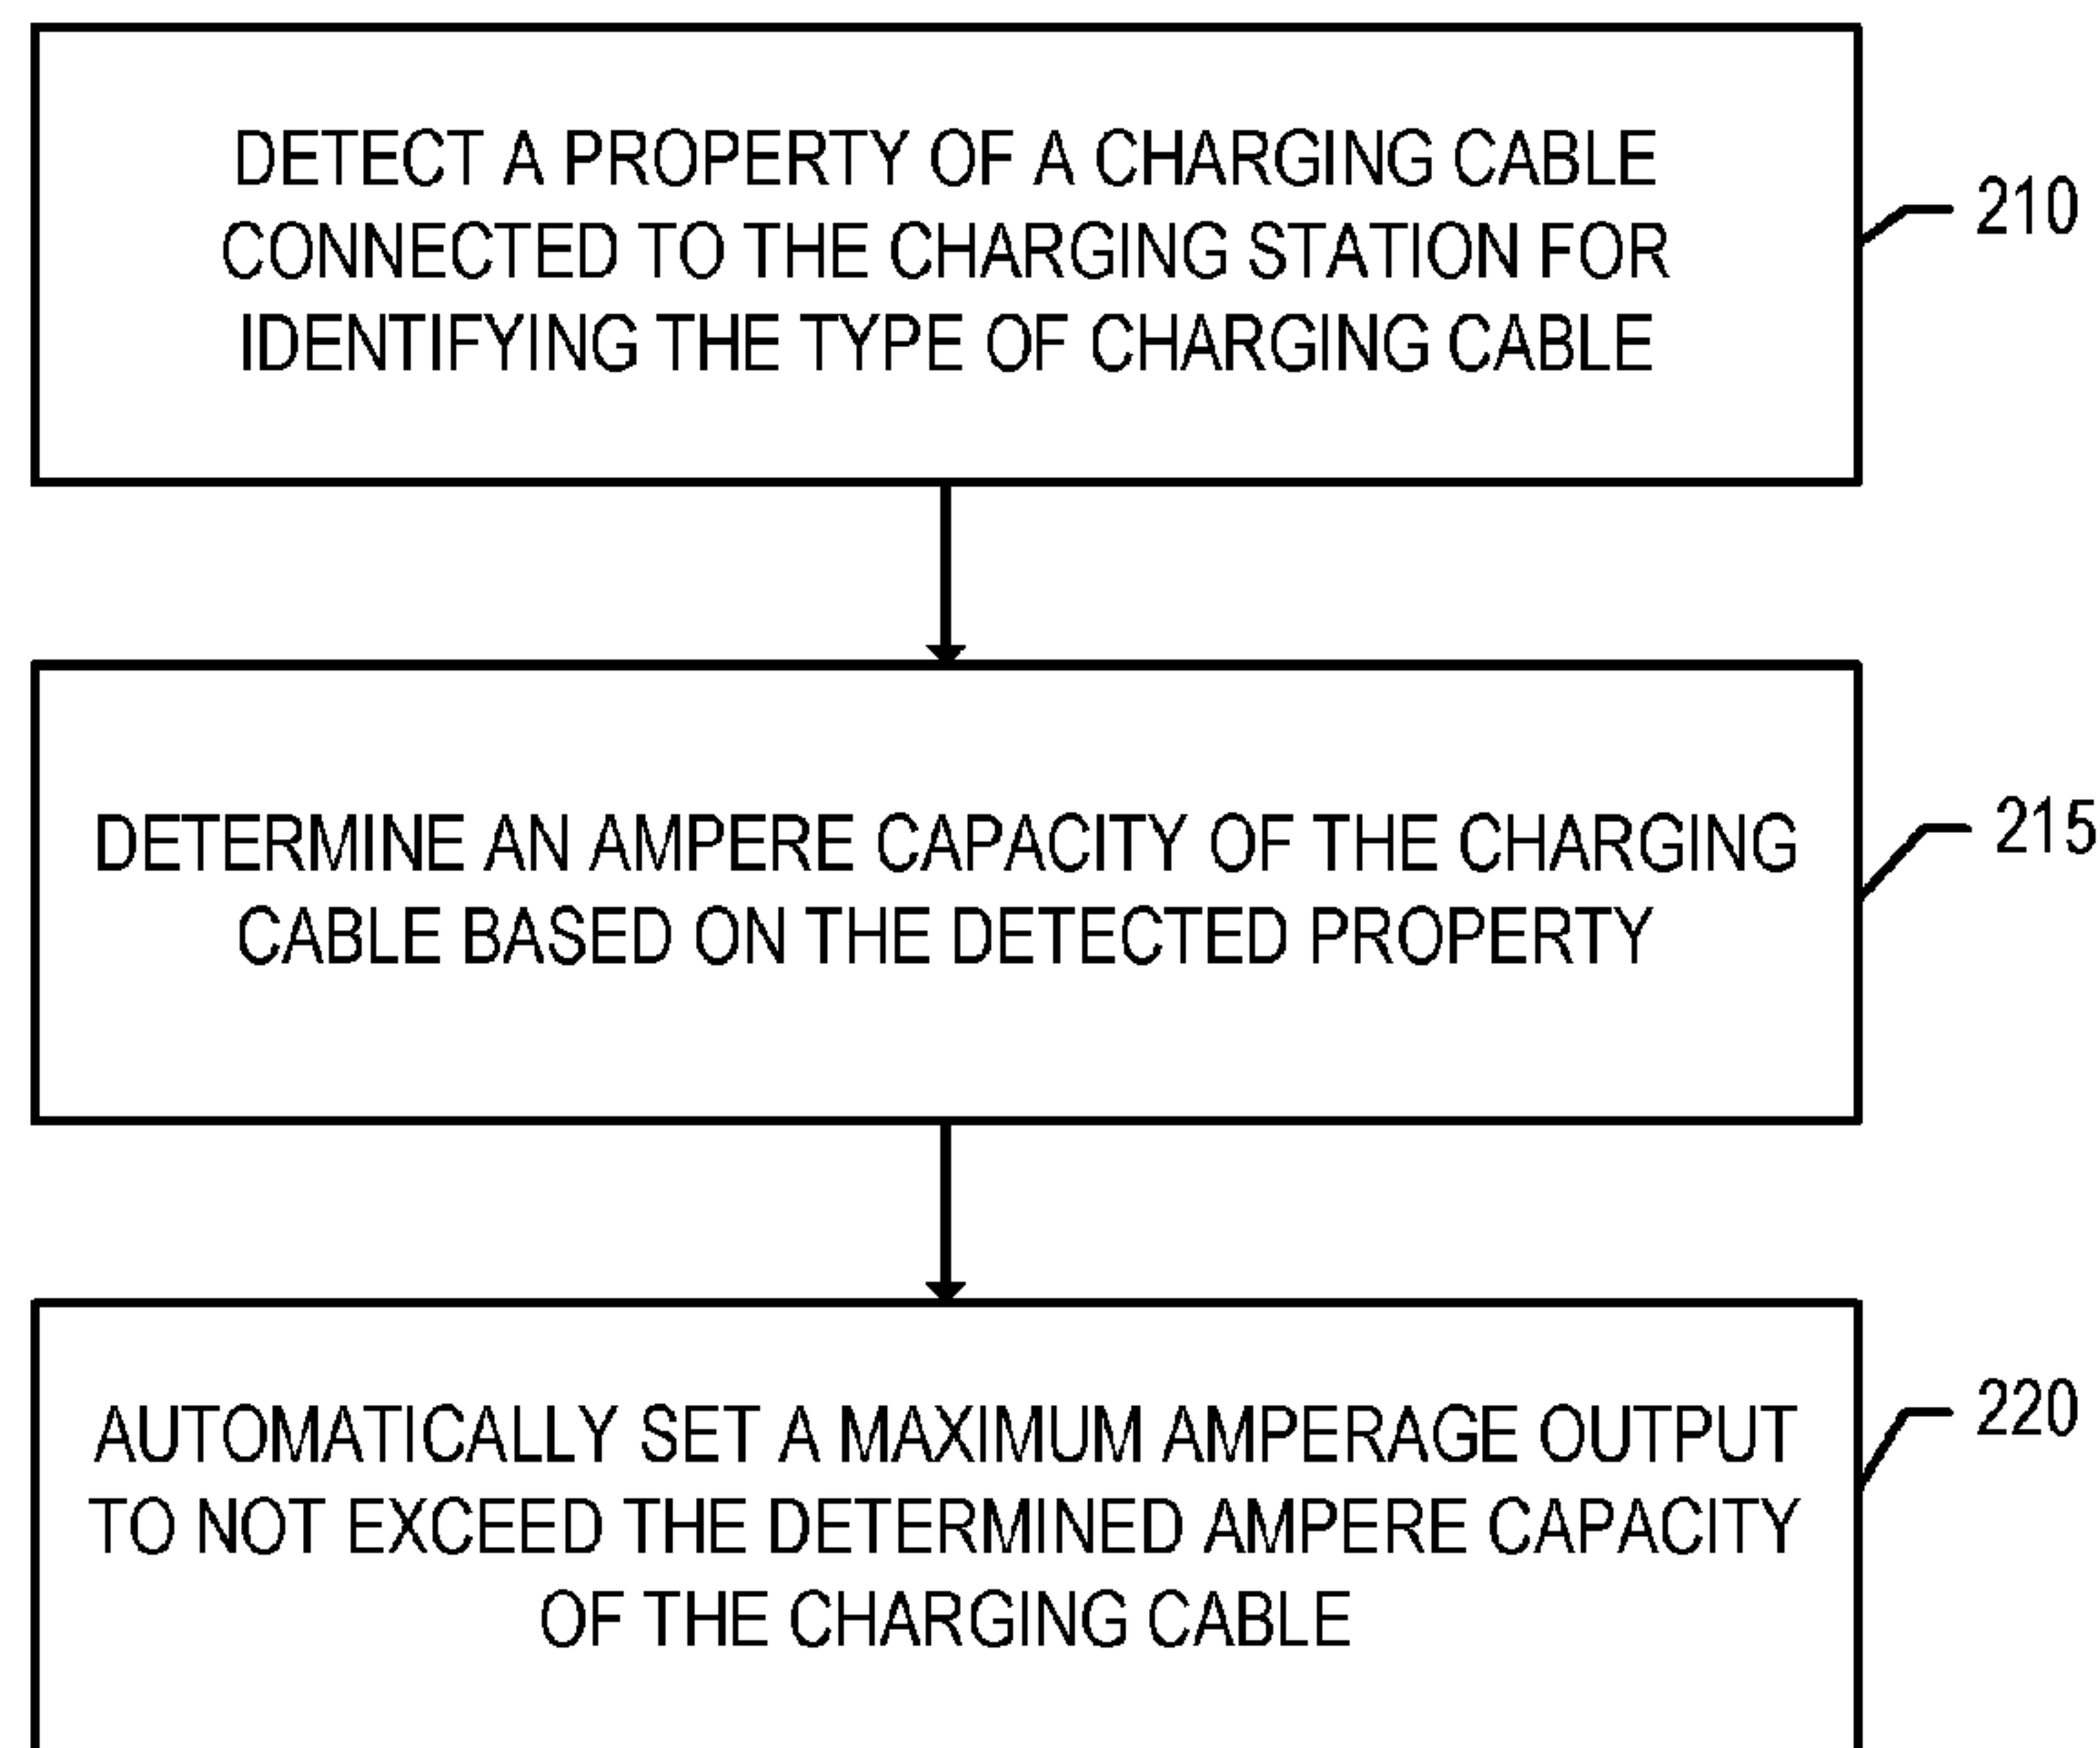 DETECT A PROPERTY OF A CHARGING CABLE
CONNECTED TO THE CHARGING STATION FOR
IDENTIFYING THE TYPE OF CHARGING CABLE
210
DETERMINE AN AMPERE CAPACITY OF THE CHARGING
CABLE BASED ON THE DETECTED PROPERTY
215
AUTOMATICALLY SET A MAXIMUM AMPERAGE OUTPUT
TO NOT EXCEED THE DETERMINED AMPERE CAPACITY
OF THE CHARGING CABLE
220